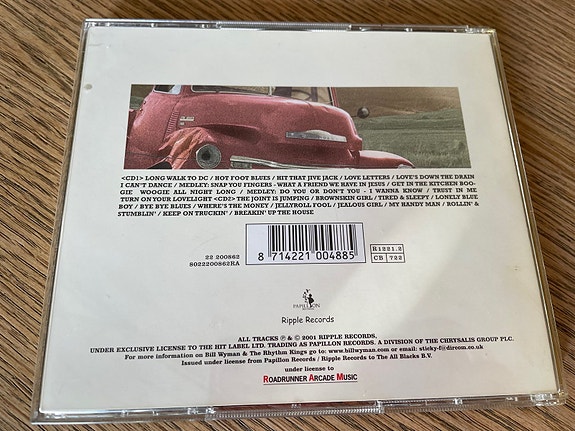 <CD1> LONG WALK TO DC / HOT FOOT BLUES / HIT THAT JIVE JACK / LOVE LETTERS / LOVE'S DOWN THE DRAIN
I CAN'T DANCE / MEDLEY: SNAP YOU FINGERS - WHAT A FRIEND WE HAVE IN JESUS / GET IN THE KITCHEN BOO-
GIE WOOGIE ALL NIGHT LONG / MEDLEY: DO YOU OR DON'T YOU - I WANNA KNOW / TRUST IN ME
TURN ON YOUR LOVELIGHT <CD2> THE JOINT IS JUMPING / BROWNSKIN GIRL / TIRED & SLEEPY / LONELY BLUE
BOY / BYE BYE BLUES / WHERE'S THE MONEY / JELLYROLL FOOL / JEALOUS GIRL / MY HANDY MAN / ROLLIN' &
STUMBLIN' / KEEP ON TRUCKIN' / BREAKIN' UP THE HOUSE
22 200862
8022200862RA
8 714221 004885
R1221.2
CB 722
PAPILLON
Ripple Records
ALL TRACKS ℗ & © 2001 RIPPLE RECORDS.
UNDER EXCLUSIVE LICENSE TO THE HIT LABEL LTD. TRADING AS PAPILLON RECORDS. A DIVISION OF THE CHRYSALIS GROUP PLC.
For more information on Bill Wyman & The Rhythm Kings go to: www.billwyman.com or email: sticky-f@dircom.co.uk
Issued under license from Papillon Records / Ripple Records to The All Blacks B.V.
under license to
ROADRUNNER ARCADE MUSIC